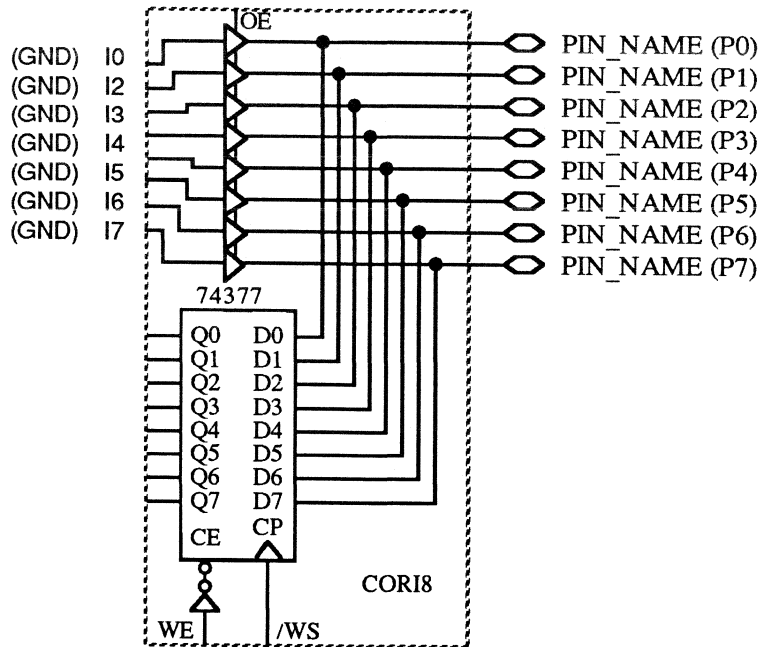 OE
(GND) I0 PIN_NAME (P0)
(GND) I2 PIN_NAME (P1)
(GND) I3 PIN_NAME (P2)
(GND) I4 PIN_NAME (P3)
(GND) I5 PIN_NAME (P4)
(GND) I6 PIN_NAME (P5)
(GND) I7 PIN_NAME (P6)
PIN_NAME (P7)
74377
Q0 D0
Q1 D1
Q2 D2
Q3 D3
Q4 D4
Q5 D5
Q6 D6
Q7 D7
CE CP
CORI8
WE /WS